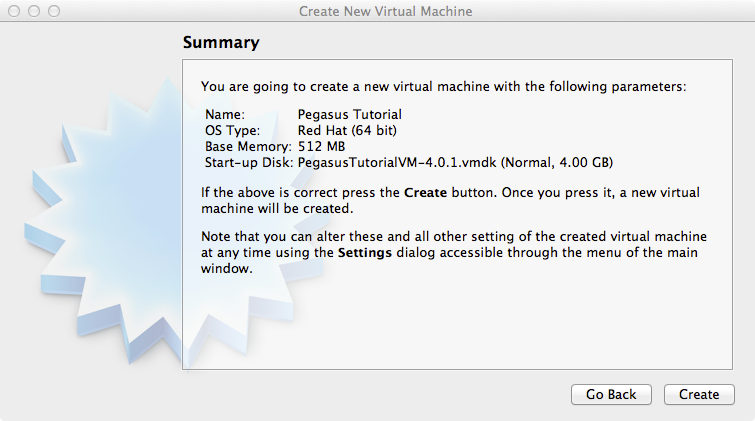 Create New Virtual Machine
Summary
You are going to create a new virtual machine with the following parameters:
Name: Pegasus Tutorial
OS Type: Red Hat (64 bit)
Base Memory: 512 MB
Start-up Disk: PegasusTutorialVM-4.0.1.vmdk (Normal, 4.00 GB)
If the above is correct press the Create button. Once you press it, a new virtual
machine will be created.
Note that you can alter these and all other setting of the created virtual machine
at any time using the Settings dialog accessible through the menu of the main
window.
Go Back Create